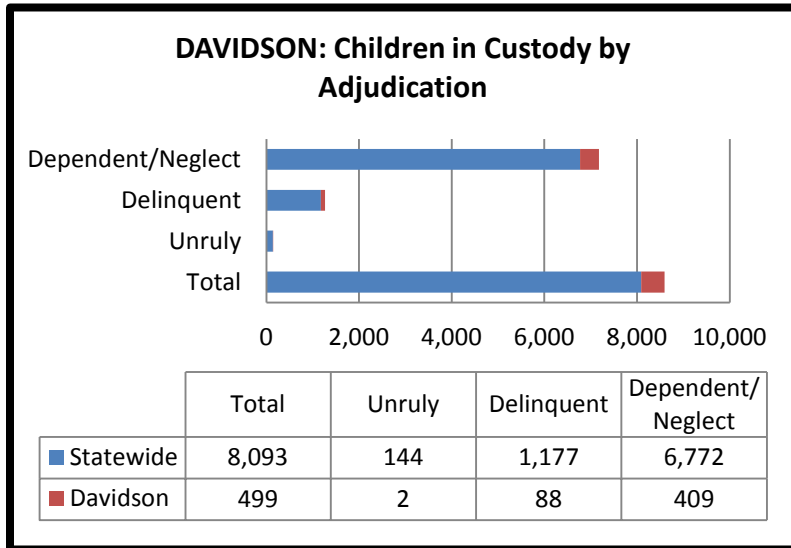 DAVIDSON: Children in Custody by
Adjudication
Dependent/Neglect
Delinquent
Unruly
Total
0 2,000 4,000 6,000 8,000 10,000
Total Unruly Delinquent Dependent/
Neglect
Statewide 8,093 144 1,177 6,772
Davidson 499 2 88 409